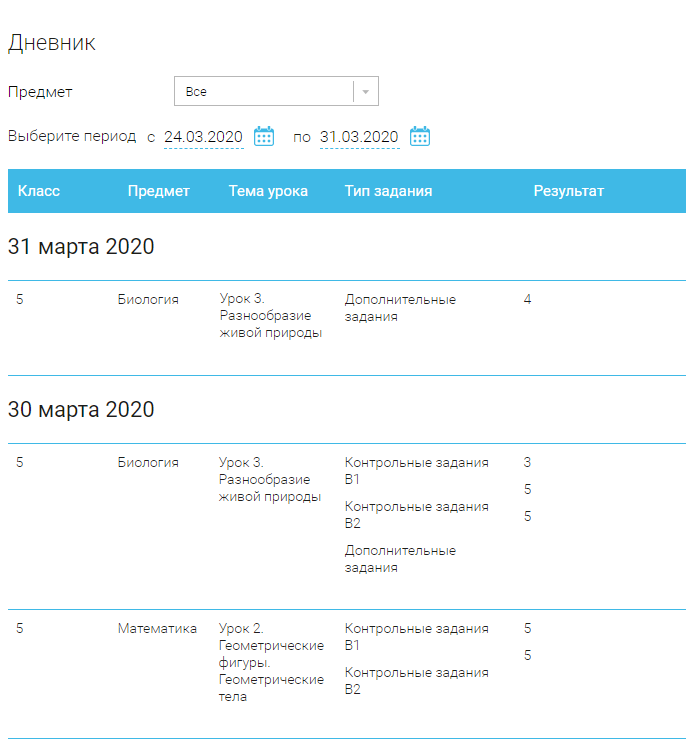 Дневник
Предмет Все
Выберите период с 24.03.2020 по 31.03.2020
Класс Предмет Тема урока Тип задания Результат
31 марта 2020
5 Биология Урок 3. Дополнительные 4
Разнообразие задания
живой природы
30 марта 2020
5 Биология Урок 3. Контрольные задания 3
Разнообразие В1 5
живой природы Контрольные задания 5
В2
Дополнительные
задания
5 Математика Урок 2. Контрольные задания 5
Геометрические В1 5
фигуры. Контрольные задания
Геометрические В2
тела